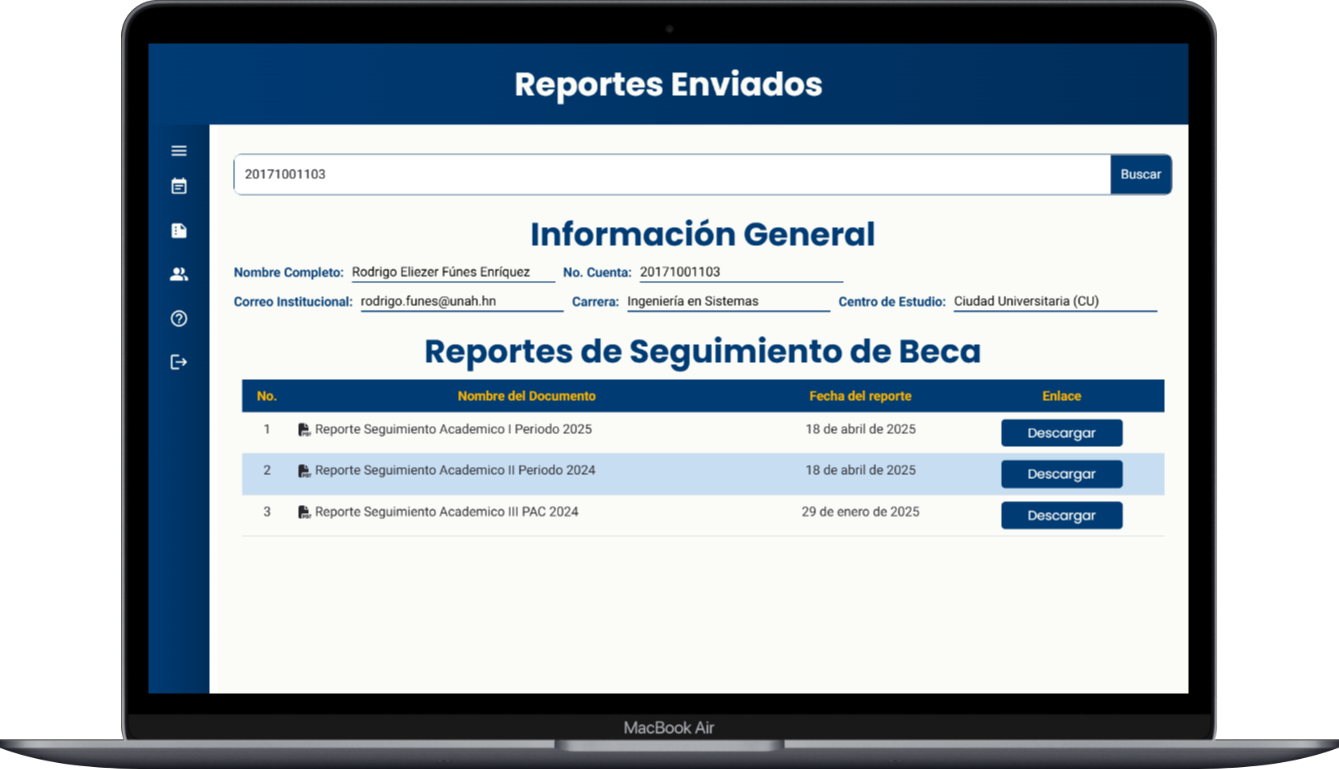 Reportes Enviados
20171001103 Buscar
Información General
Nombre Completo: Rodrigo Eliezer Fúnes Enríquez No. Cuenta: 20171001103
Correo Institucional: rodrigo.funes@unah.hn Carrera: Ingeniería en Sistemas Centro de Estudio: Ciudad Universitaria (CU)
Reportes de Seguimiento de Beca
No. Nombre del Documento Fecha del reporte Enlace
1 Reporte Seguimiento Academico I Periodo 2025 18 de abril de 2025 Descargar
2 Reporte Seguimiento Academico II Periodo 2024 18 de abril de 2025 Descargar
3 Reporte Seguimiento Academico III PAC 2024 29 de enero de 2025 Descargar
MacBook Air